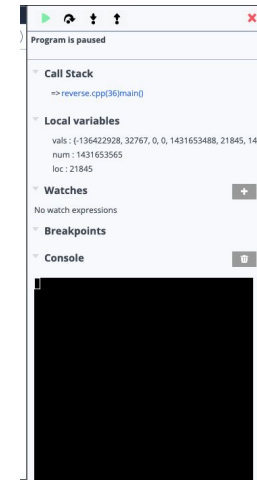 Program is paused
Call Stack
=> reverse.cpp(36)main()
Local variables
vals : {-136422928, 32767, 0, 0, 1431653488, 21845, 14
num : 1431653565
loc : 21845
Watches
No watch expressions
Breakpoints
Console